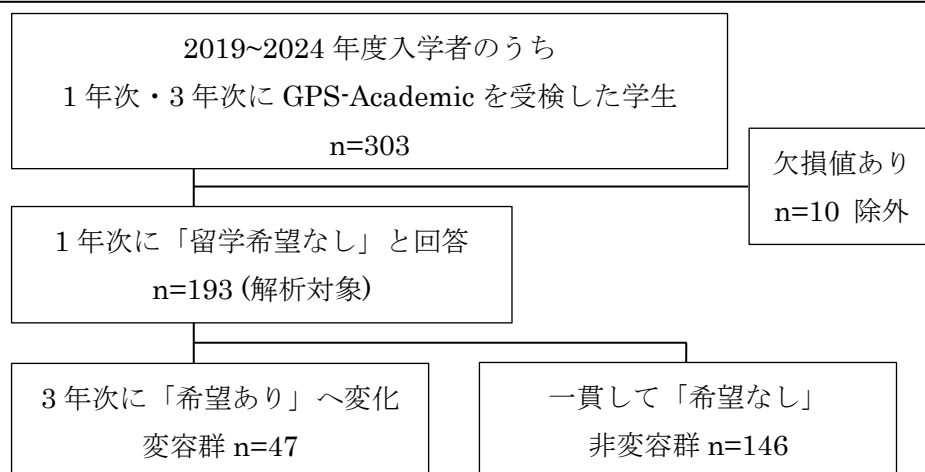 2019~2024 年度入学者のうち
1 年次・3 年次に GPS-Academic を受検した学生
n=303
欠損値あり
n=10 除外
1 年次に「留学希望なし」と回答
n=193 (解析対象)
3 年次に「希望あり」へ変化
変容群 n=47
一貫して「希望なし」
非変容群 n=146